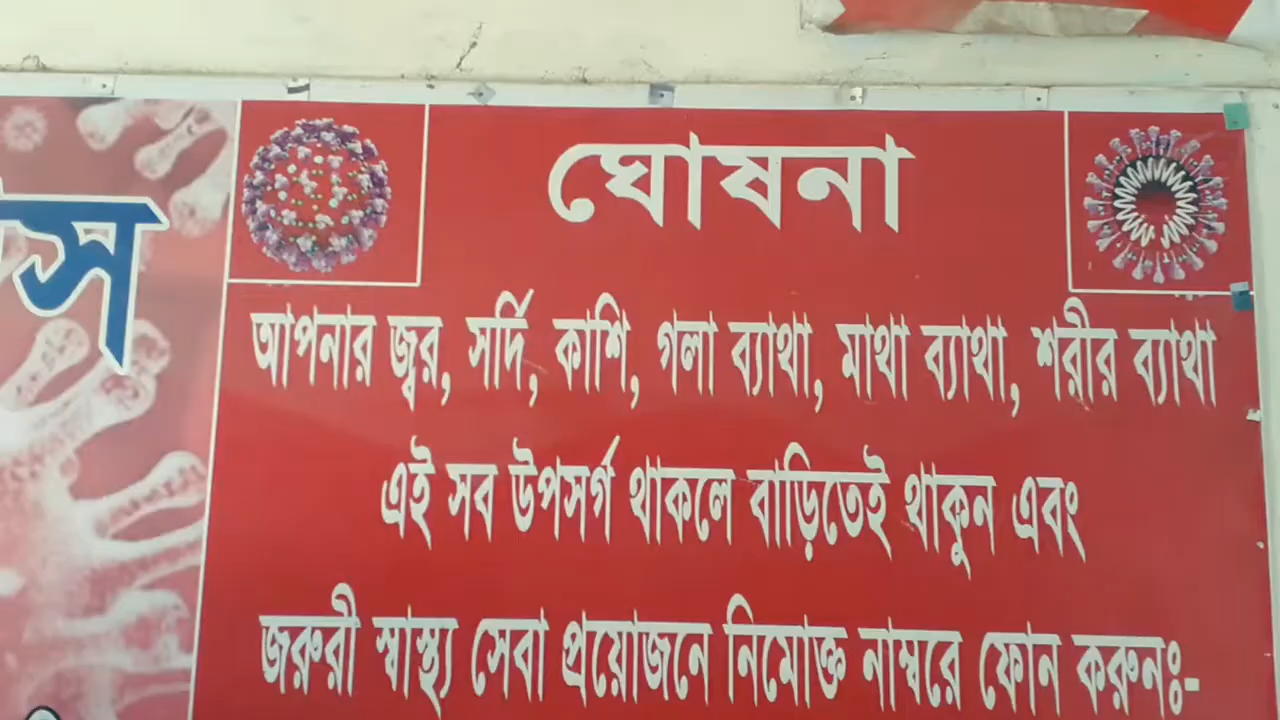 ঘোষনা
আপনার জ্বর, সর্দি, কাশি, গলা ব্যাথা, মাথা ব্যাথা, শরীর ব্যাথা
এই সব উপসর্গ থাকলে বাড়িতেই থাকুন এবং
জরুরী স্বাস্থ্য সেবা প্রয়োজনে নিমোক্ত নাম্বরে ফোন করুনঃ-